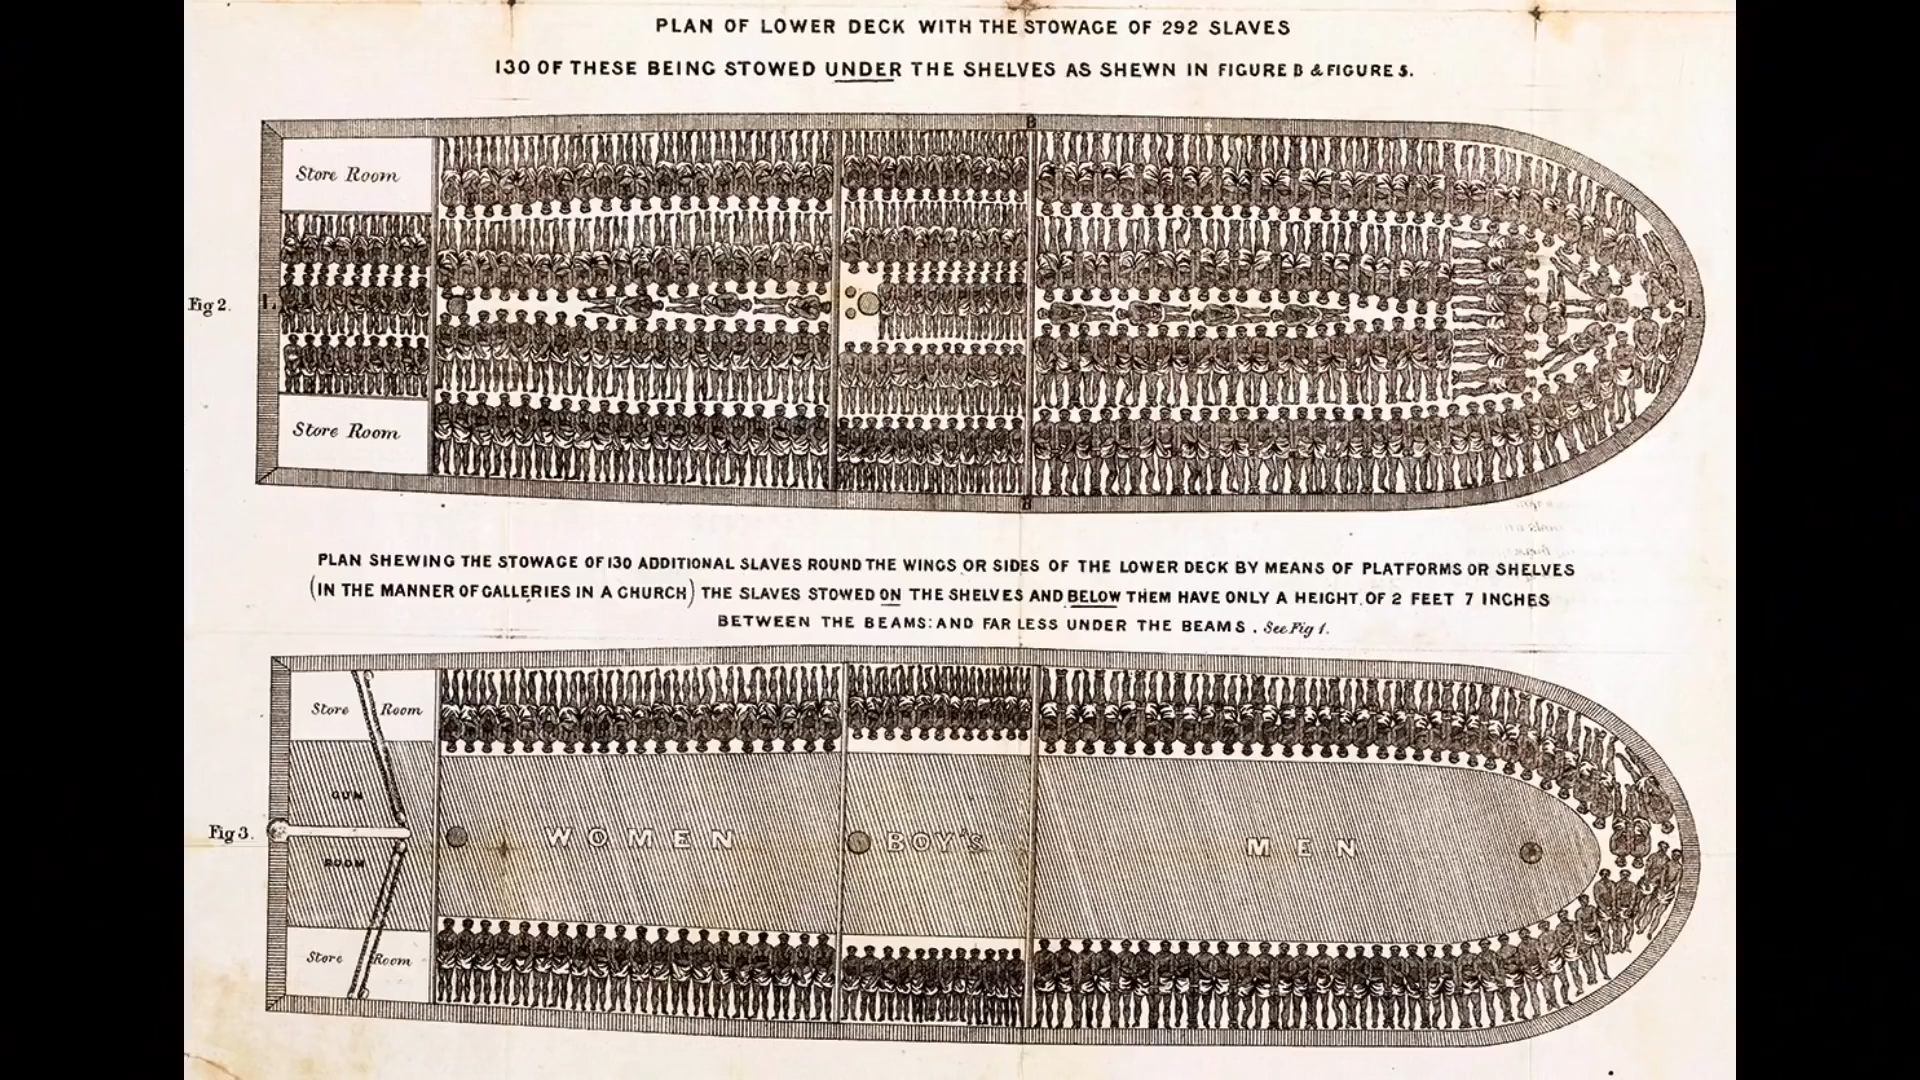 PLAN OF LOWER DECK WITH THE STOWAGE OF 292 SLAVES
130 OF THESE BEING STOWED UNDER THE SHELVES AS SHEWN IN FIGURE B & FIGURE 5.
B
Store Room
Fig 2.
Store Room
B
PLAN SHEWING THE STOWAGE OF 130 ADDITIONAL SLAVES ROUND THE WINGS OR SIDES OF THE LOWER DECK BY MEANS OF PLATFORMS OR SHELVES
(IN THE MANNER OF GALLERIES IN A CHURCH) THE SLAVES STOWED ON THE SHELVES AND BELOW THEM HAVE ONLY A HEIGHT OF 2 FEET 7 INCHES
BETWEEN THE BEAMS: AND FAR LESS UNDER THE BEAMS. See Fig 1.
Store Room
GUN
Fig 3.
WOMEN BOY'S MEN
ROOM
Store Room